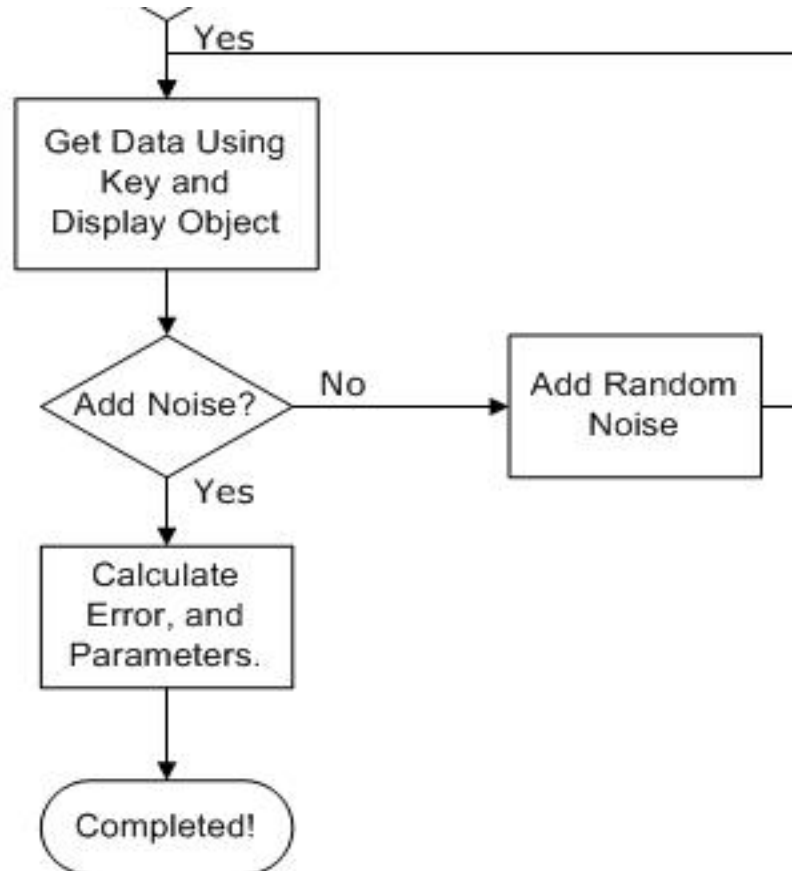 Yes
Get Data Using
Key and
Display Object
Add Noise?
No
Add Random
Noise
Yes
Calculate
Error, and
Parameters.
Completed!